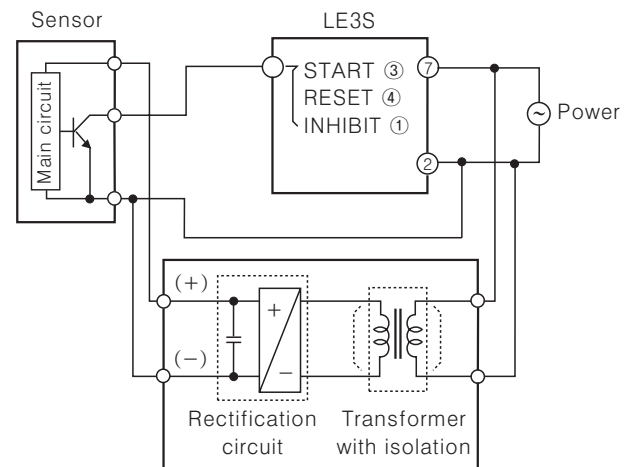 Sensor
LE3S
Main circuit
START ③
RESET ④
INHIBIT ①
⑦
②
~
Power
(+)
(−)
+
−
Rectification
circuit
Transformer
with isolation